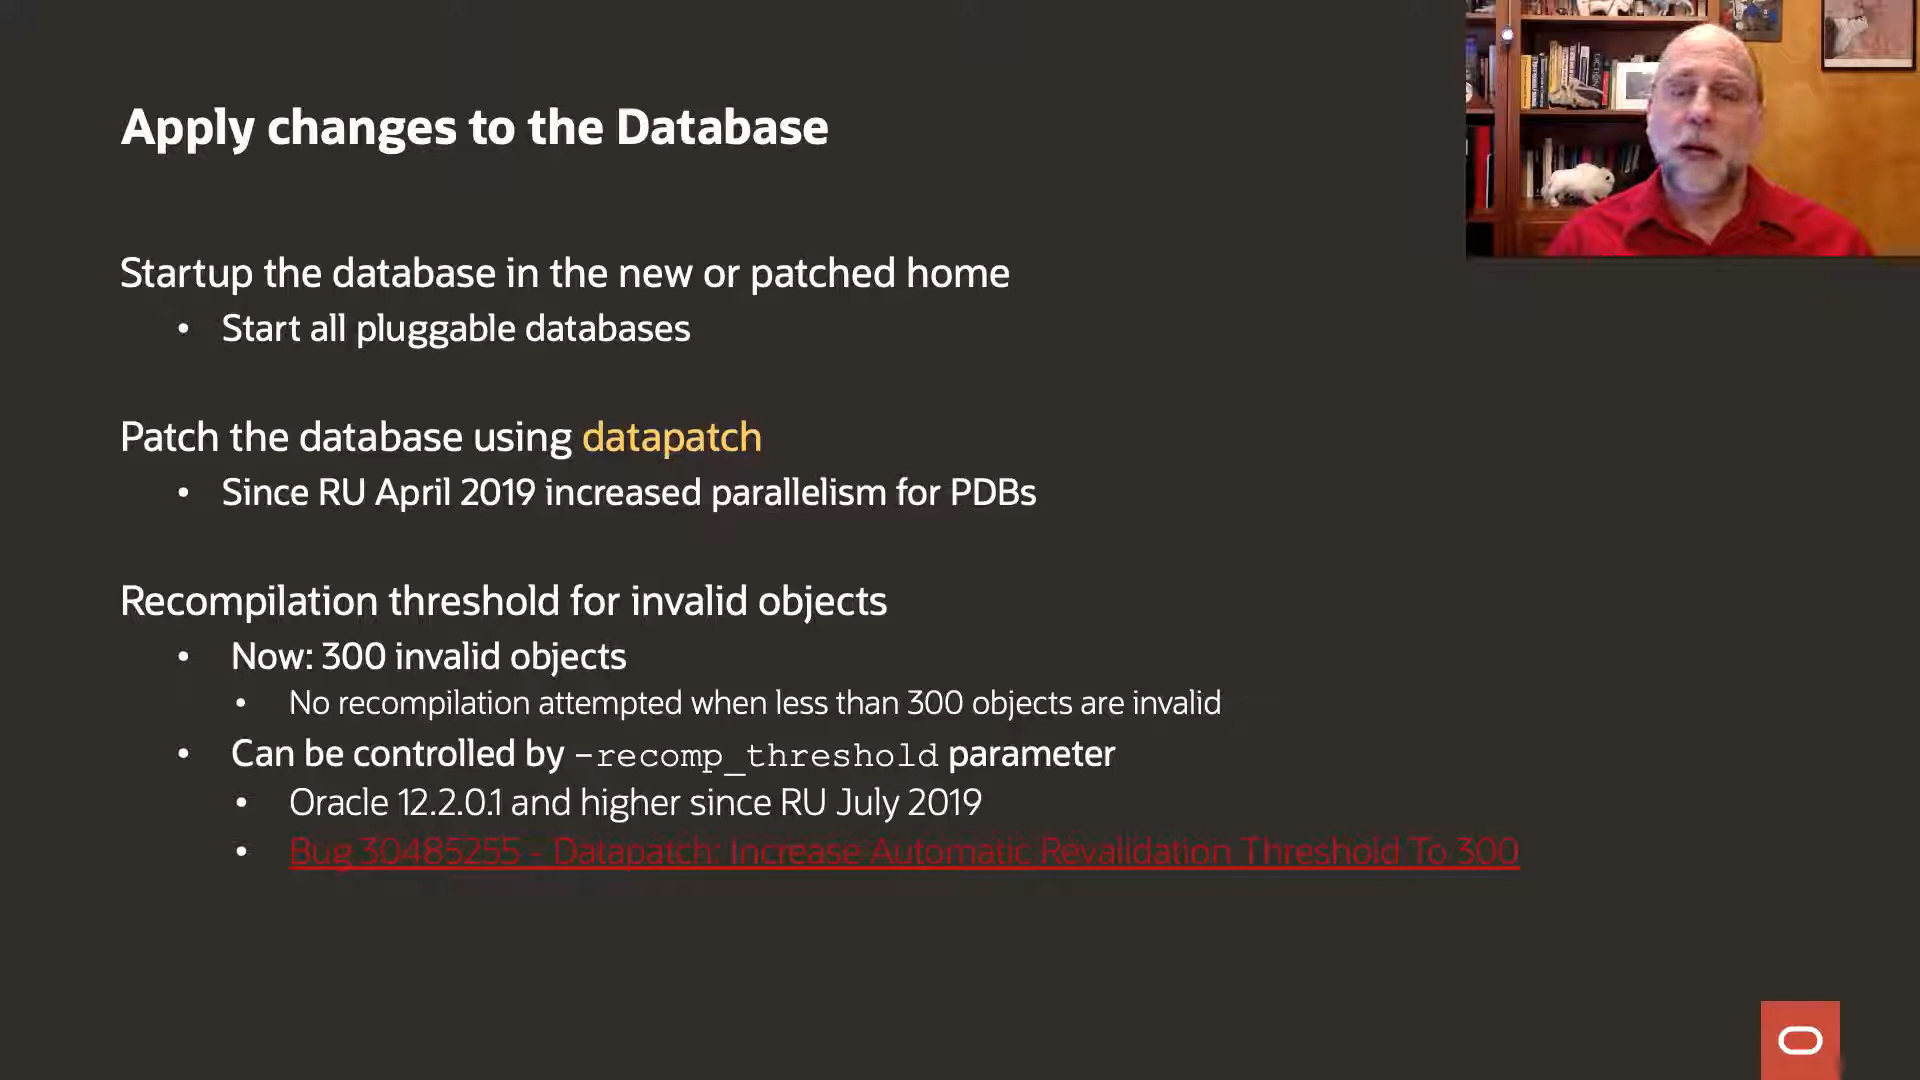 Apply changes to the Database
Startup the database in the new or patched home
• Start all pluggable databases
Patch the database using datapatch
• Since RU April 2019 increased parallelism for PDBs
Recompilation threshold for invalid objects
• Now: 300 invalid objects
• No recompilation attempted when less than 300 objects are invalid
• Can be controlled by -recomp_threshold parameter
• Oracle 12.2.0.1 and higher since RU July 2019
• Bug 30485255 - Datapatch: Increase Automatic Revalidation Threshold To 300